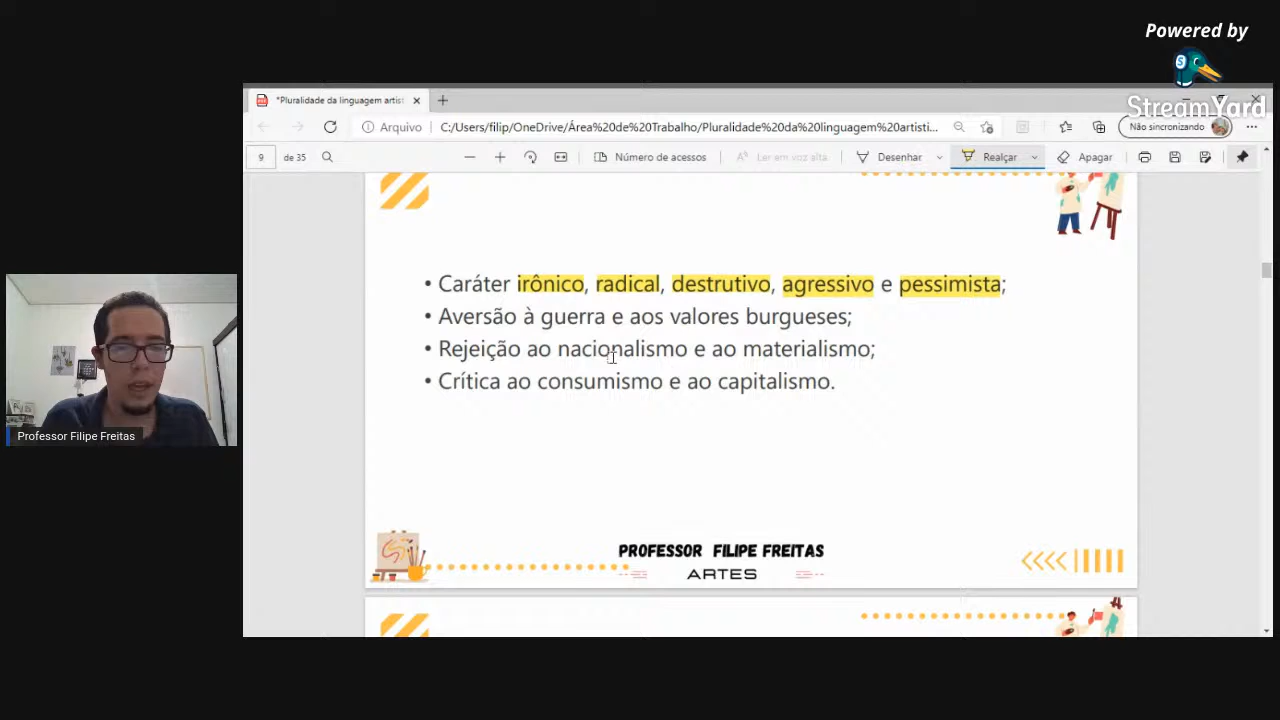 Powered by
StreamYard
*Pluralidade da linguagem artist
Arquivo C:/Users/filip/OneDrive/Área%20de%20Trabalho/Pluralidade%20da%20linguagem%20artisti... Não sincronizando
9 de 35 Número de acessos Ler em voz alta Desenhar Realçar Apagar
• Caráter irônico, radical, destrutivo, agressivo e pessimista;
• Aversão à guerra e aos valores burgueses;
• Rejeição ao nacionalismo e ao materialismo;
• Crítica ao consumismo e ao capitalismo.
Professor Filipe Freitas
PROFESSOR FILIPE FREITAS
ARTES